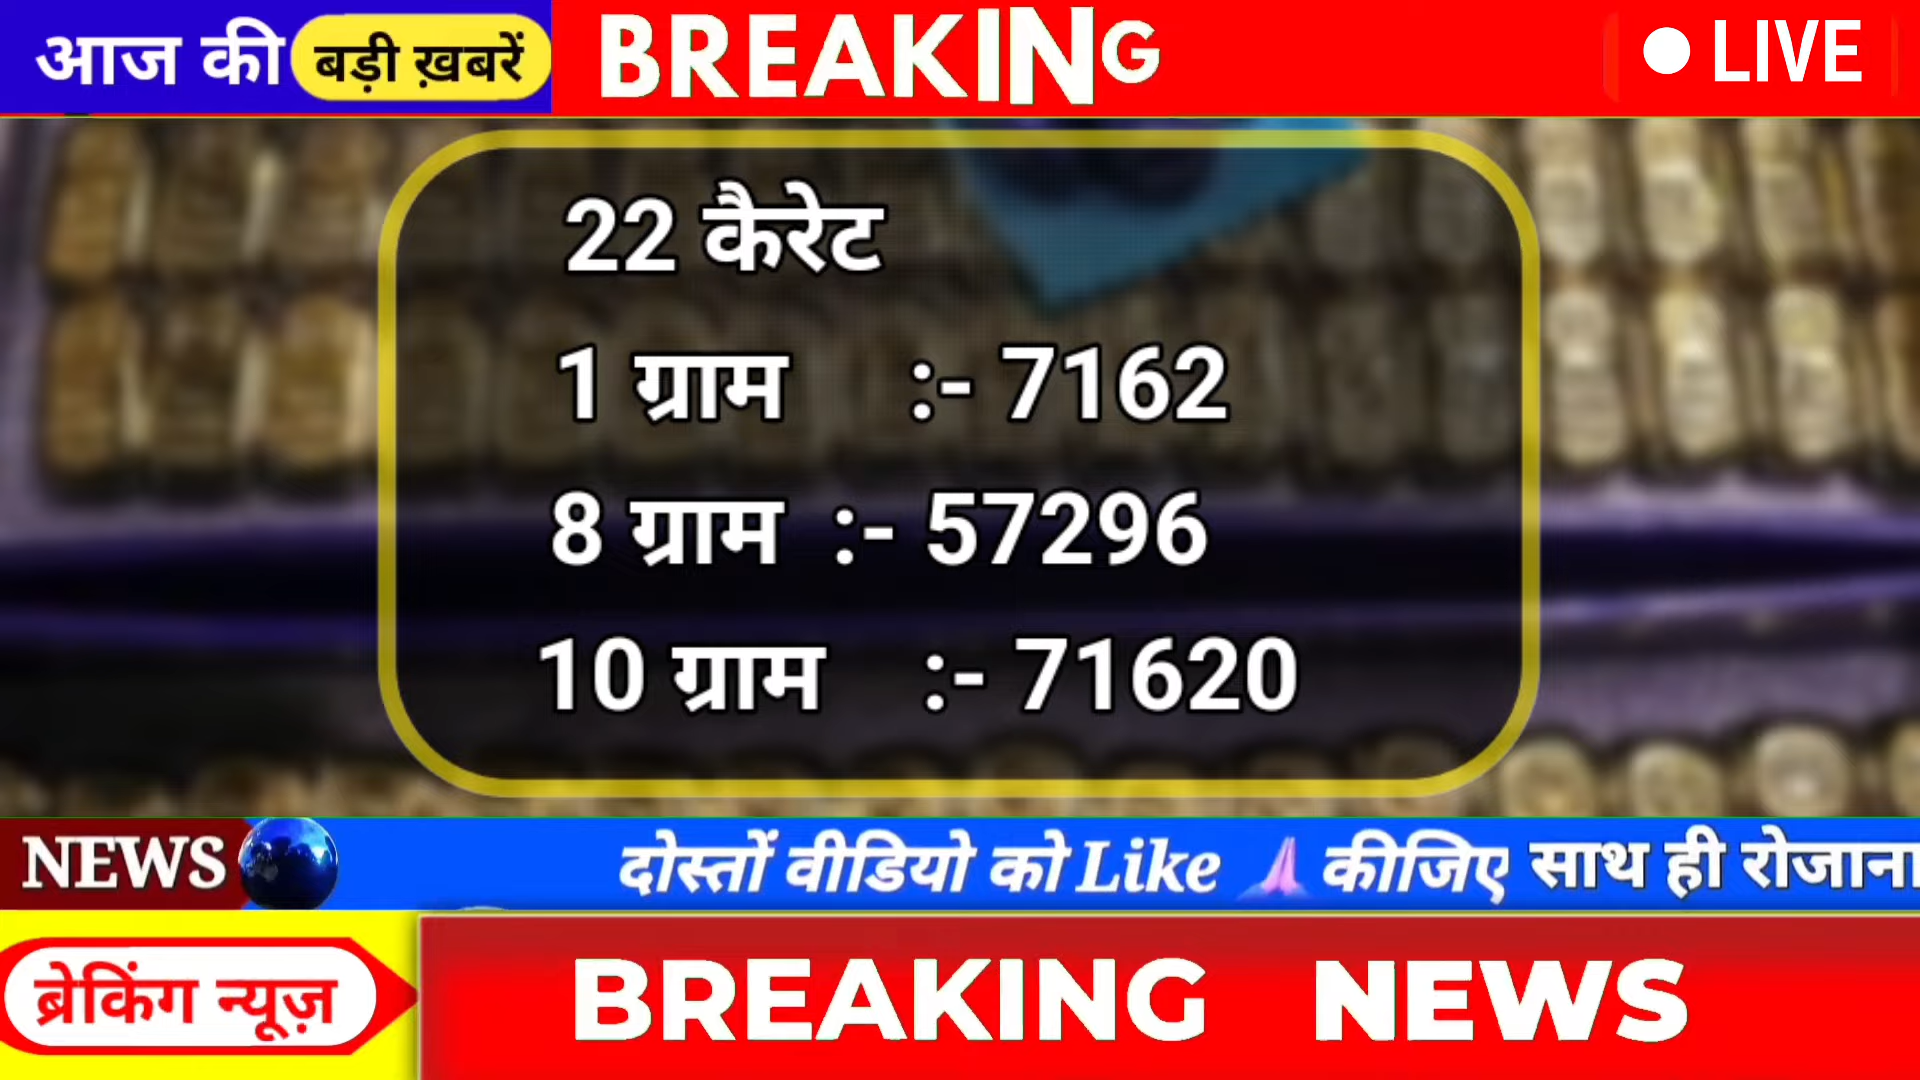 आज की बड़ी ख़बरें BREAKING LIVE
22 कैरेट
1 ग्राम :- 7162
8 ग्राम :- 57296
10 ग्राम :- 71620
NEWS दोस्तों वीडियो को Like 🙏 कीजिए साथ ही रोजाना
ब्रेकिंग न्यूज़ BREAKING NEWS